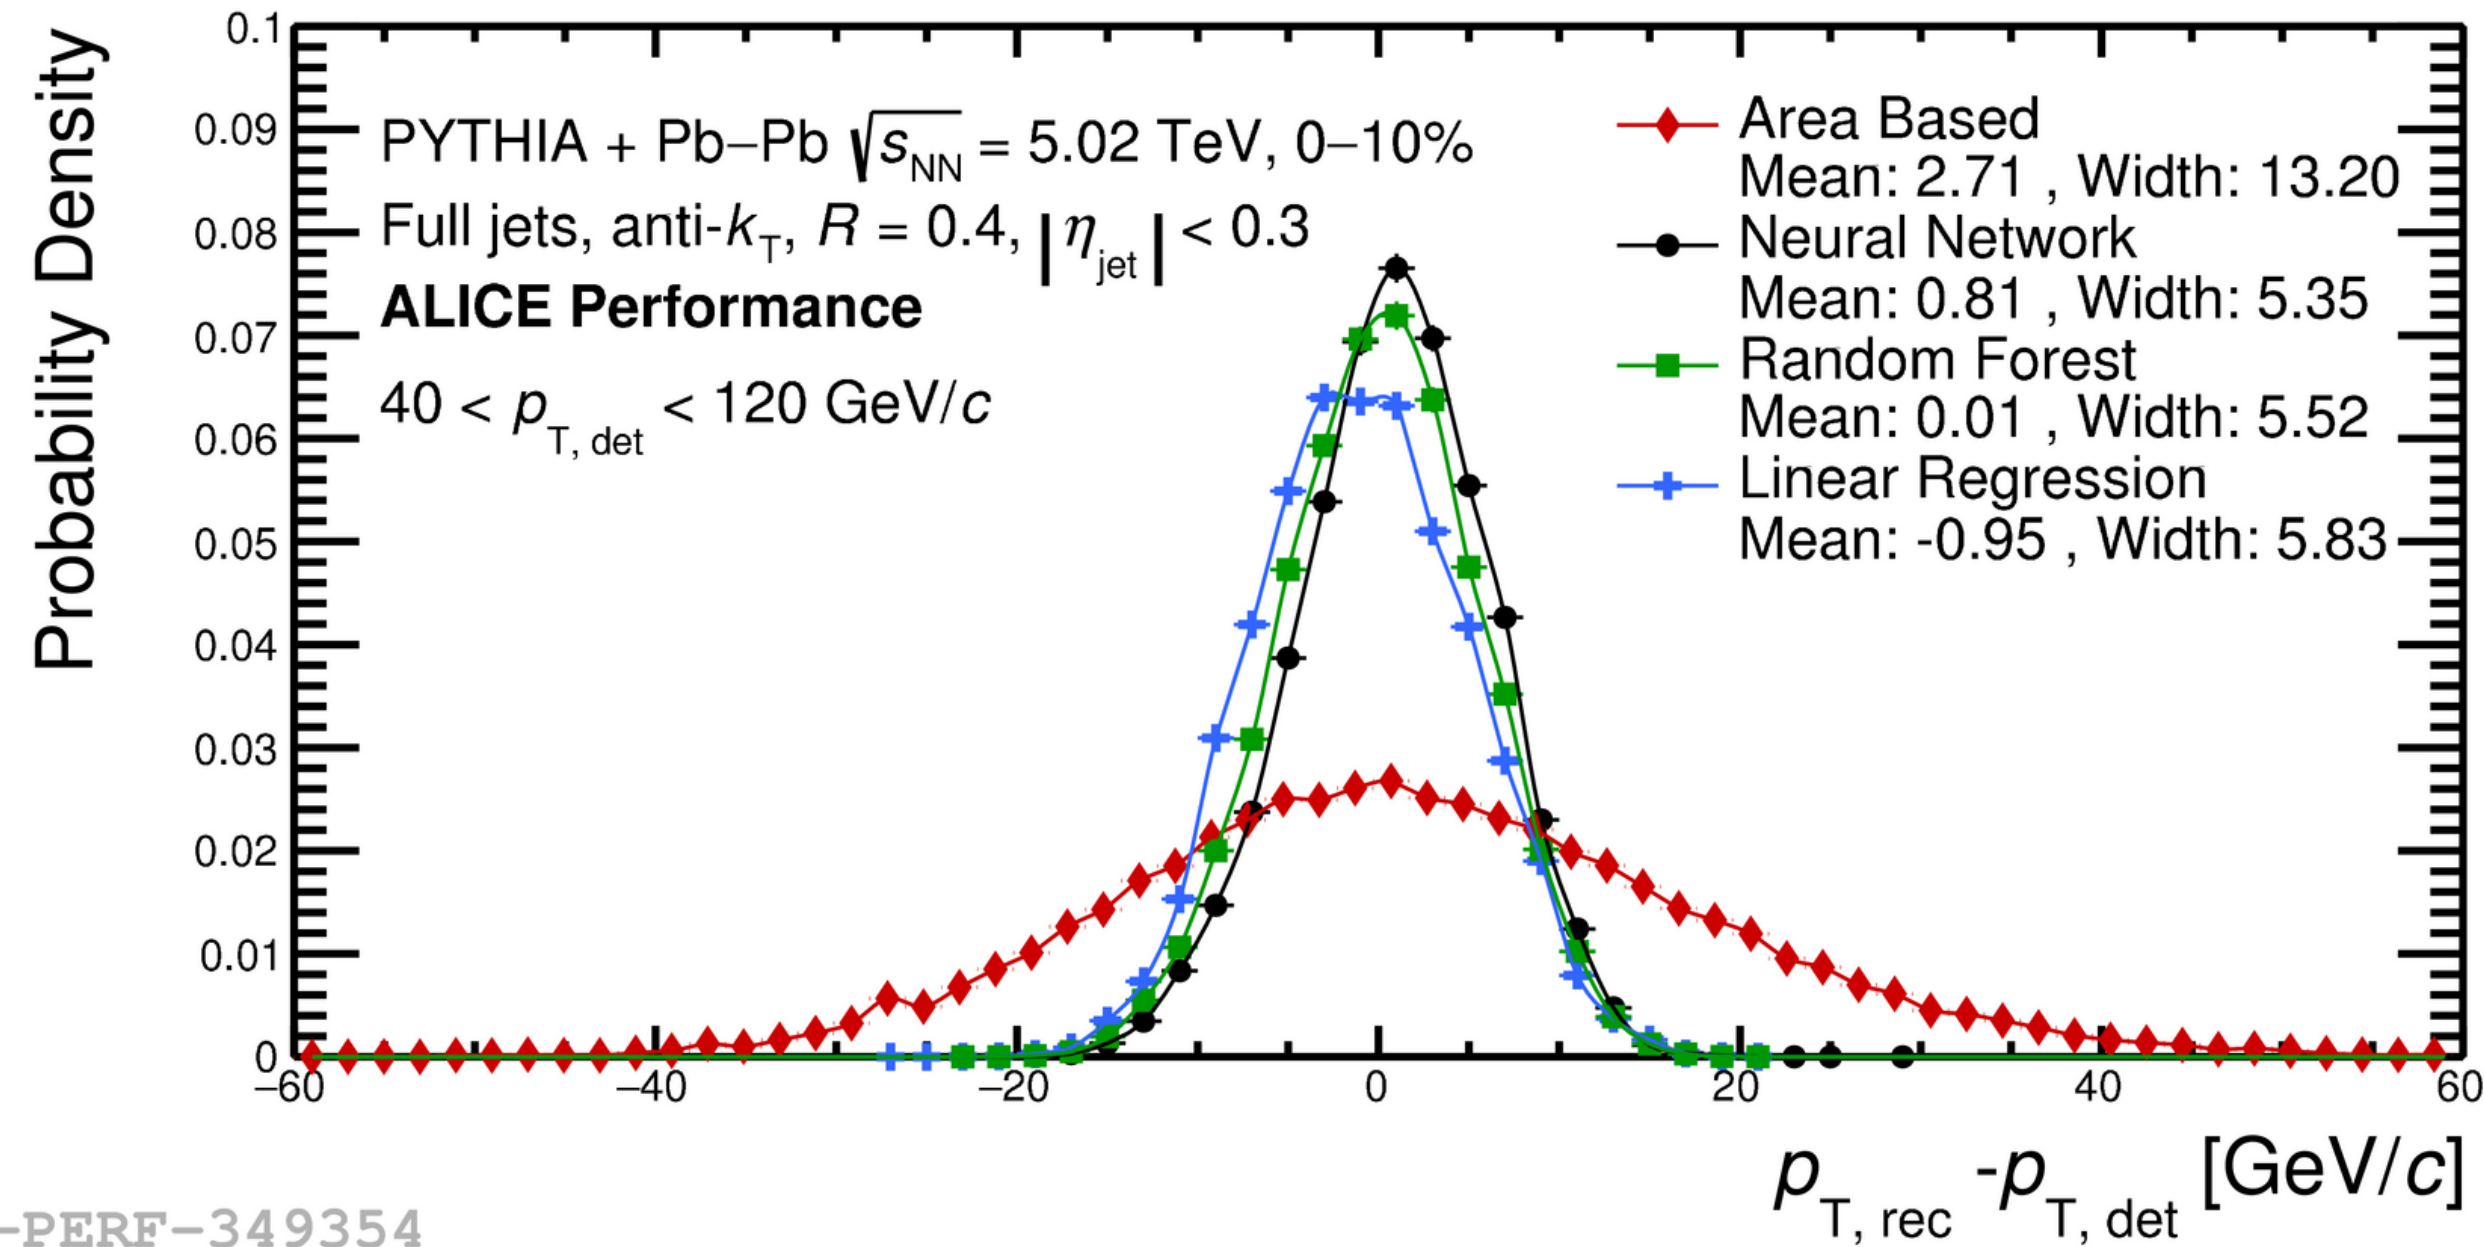 Probability Density
0.1
0.09
0.08
0.07
0.06
0.05
0.04
0.03
0.02
0.01
0
PYTHIA + Pb–Pb √sNN = 5.02 TeV, 0–10%
Full jets, anti-kT, R = 0.4, |ηjet| < 0.3
ALICE Performance
40 < pT, det < 120 GeV/c
Area Based
Mean: 2.71 , Width: 13.20
Neural Network
Mean: 0.81 , Width: 5.35
Random Forest
Mean: 0.01 , Width: 5.52
Linear Regression
Mean: -0.95 , Width: 5.83
−60 −40 −20 0 20 40 60
pT, rec -pT, det [GeV/c]
-PERF-349354